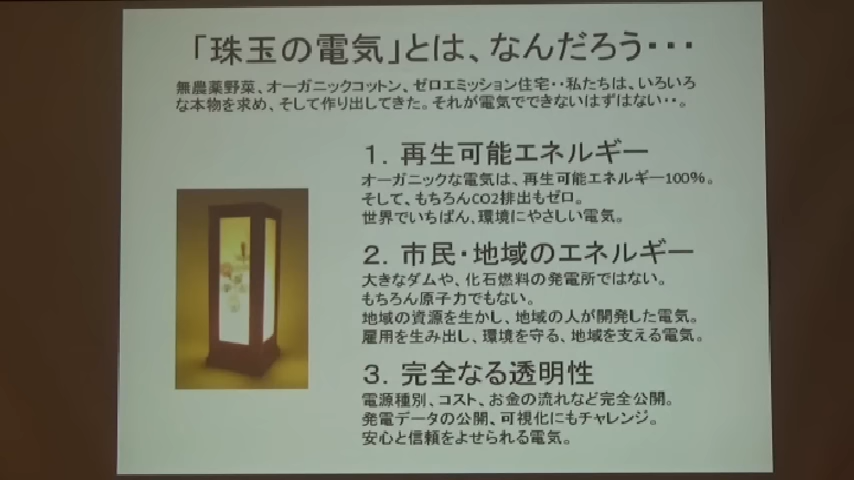 「珠玉の電気」とは、なんだろう・・・
無農薬野菜、オーガニックコットン、ゼロエミッション住宅・・私たちは、いろいろ
な本物を求め、そして作り出してきた。それが電気でできないはずはない・・。
1．再生可能エネルギー
オーガニックな電気は、再生可能エネルギー100%。
そして、もちろんCO2排出もゼロ。
世界でいちばん、環境にやさしい電気。
2．市民・地域のエネルギー
大きなダムや、化石燃料の発電所ではない。
もちろん原子力でもない。
地域の資源を生かし、地域の人が開発した電気。
雇用を生み出し、環境を守る、地域を支える電気。
3．完全なる透明性
電源種別、コスト、お金の流れなど完全公開。
発電データの公開、可視化にもチャレンジ。
安心と信頼をよせられる電気。